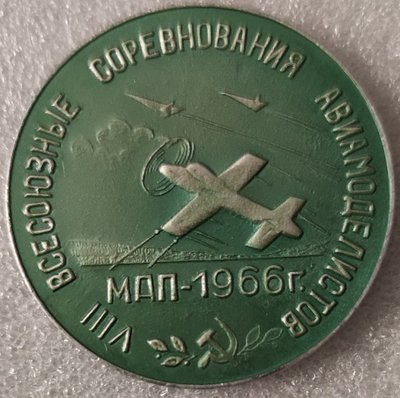 VIII ВСЕСОЮЗНЫЕ СОРЕВНОВАНИЯ АВИАМОДЕЛИСТОВ
МАП-1966г.